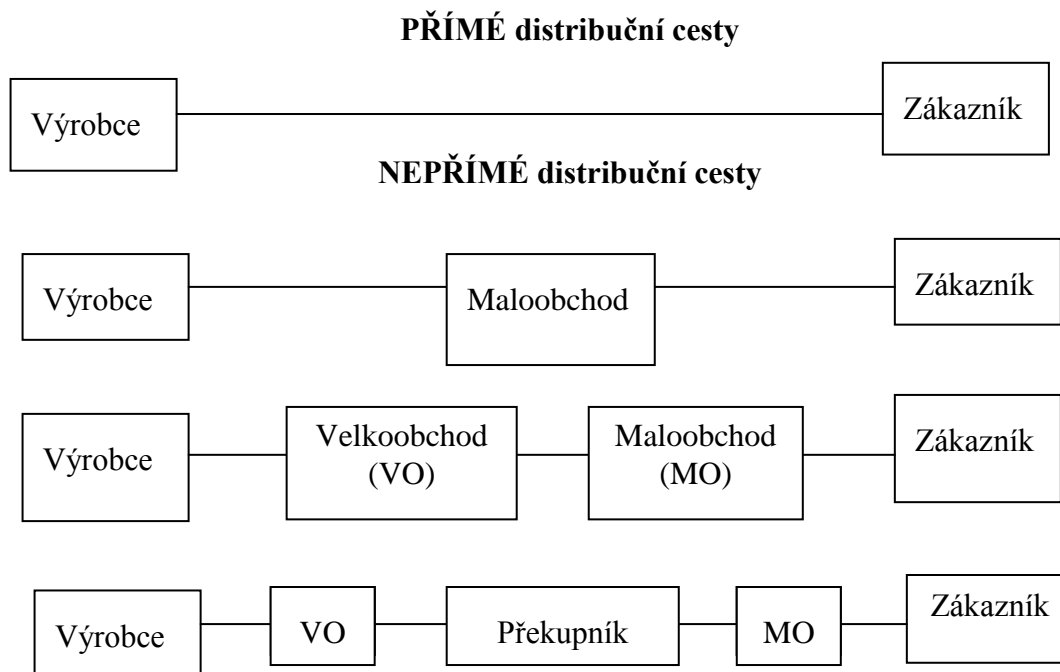 PŘÍMÉ distribuční cesty
Výrobce
Zákazník
NEPŘÍMÉ distribuční cesty
Výrobce
Maloobchod
Zákazník
Výrobce
Velkoobchod
(VO)
Maloobchod
(MO)
Zákazník
Výrobce
VO
Překupník
MO
Zákazník